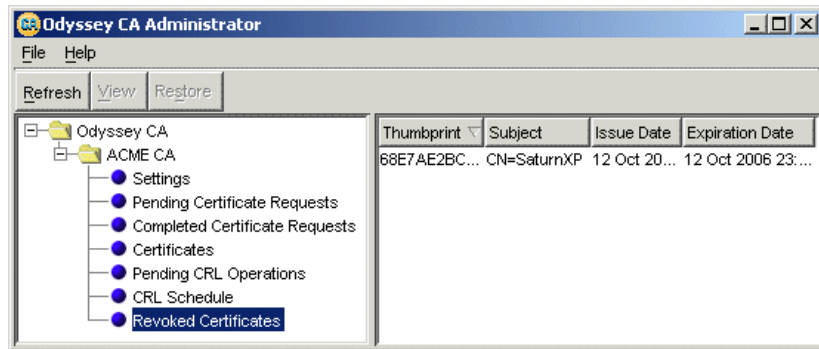 Odyssey CA Administrator
File Help
Refresh View Restore
Odyssey CA
ACME CA
Settings
Pending Certificate Requests
Completed Certificate Requests
Certificates
Pending CRL Operations
CRL Schedule
Revoked Certificates
Thumbprint Subject Issue Date Expiration Date
68E7AE2BC... CN=SaturnXP 12 Oct 20... 12 Oct 2006 23:...